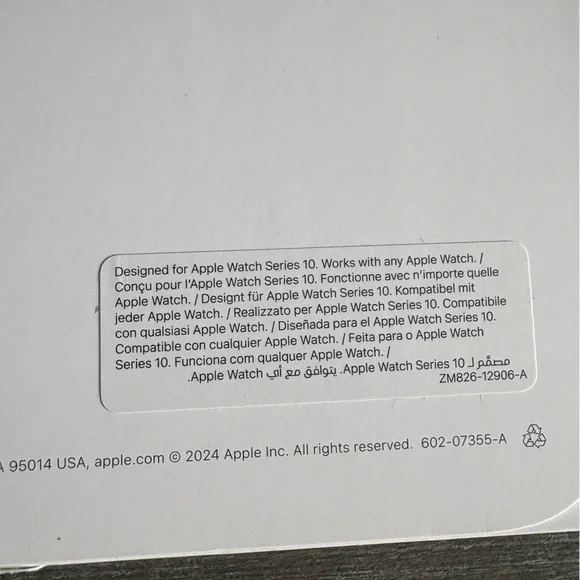 Designed for Apple Watch Series 10. Works with any Apple Watch. /
Conçu pour l'Apple Watch Series 10. Fonctionne avec n'importe quelle
Apple Watch. / Designt für Apple Watch Series 10. Kompatibel mit
jeder Apple Watch. / Realizzato per Apple Watch Series 10. Compatibile
con qualsiasi Apple Watch. / Diseñada para el Apple Watch Series 10.
Compatible con cualquier Apple Watch. / Feita para o Apple Watch
Series 10. Funciona com qualquer Apple Watch. /
مصمَّم لـ Apple Watch Series 10. يتوافق مع أي Apple Watch.
ZM826-12906-A
A 95014 USA, apple.com © 2024 Apple Inc. All rights reserved. 602-07355-A